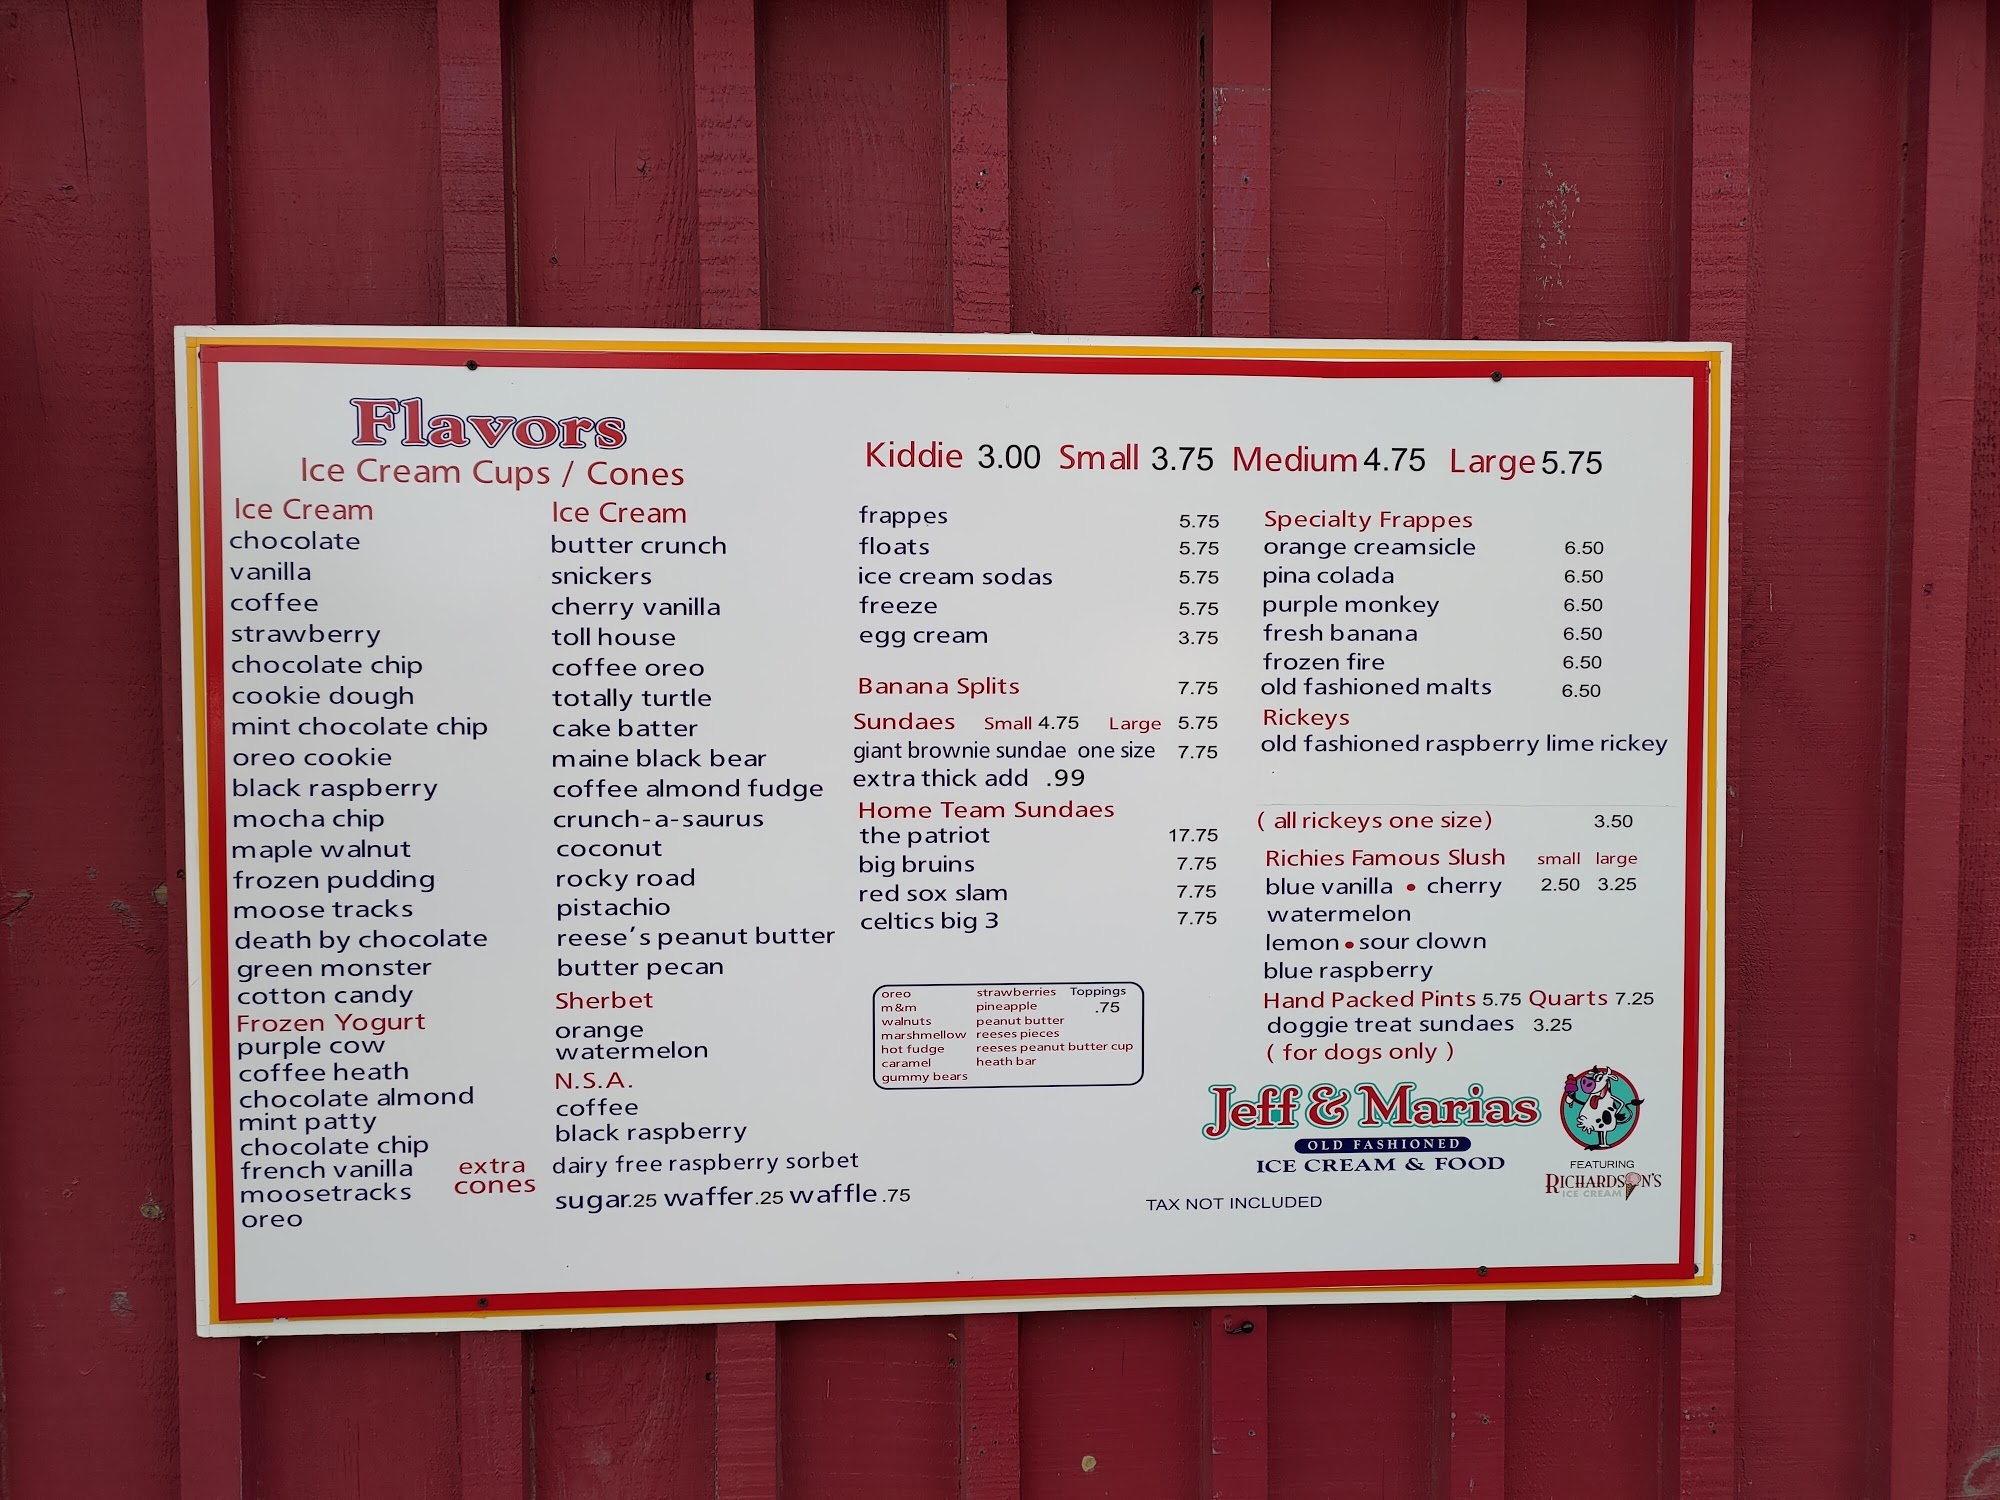 Flavors
Ice Cream Cups / Cones
Ice Cream
chocolate
vanilla
coffee
strawberry
chocolate chip
cookie dough
mint chocolate chip
oreo cookie
black raspberry
mocha chip
maple walnut
frozen pudding
moose tracks
death by chocolate
green monster
cotton candy
Frozen Yogurt
purple cow
coffee heath
chocolate almond
mint patty
chocolate chip
french vanilla
moosetracks
oreo
Ice Cream
butter crunch
snickers
cherry vanilla
toll house
coffee oreo
totally turtle
cake batter
maine black bear
coffee almond fudge
crunch-a-saurus
coconut
rocky road
pistachio
reese's peanut butter
butter pecan
Sherbet
orange
watermelon
N.S.A.
coffee
black raspberry
dairy free raspberry sorbet
extra
cones
sugar .25 waffer .25 waffle .75
Kiddie 3.00 Small 3.75 Medium 4.75 Large 5.75
frappes 5.75
floats 5.75
ice cream sodas 5.75
freeze 5.75
egg cream 3.75
Banana Splits 7.75
Sundaes Small 4.75 Large 5.75
giant brownie sundae one size 7.75
extra thick add .99
Home Team Sundaes
the patriot 17.75
big bruins 7.75
red sox slam 7.75
celtics big 3 7.75
Toppings
.75
oreo
m&m
walnuts
marshmellow
hot fudge
caramel
gummy bears
strawberries
pineapple
peanut butter
reeses pieces
reeses peanut butter cup
heath bar
Specialty Frappes
orange creamsicle 6.50
pina colada 6.50
purple monkey 6.50
fresh banana 6.50
frozen fire 6.50
old fashioned malts 6.50
Rickeys
old fashioned raspberry lime rickey
( all rickeys one size) 3.50
Richies Famous Slush small large
blue vanilla • cherry 2.50 3.25
watermelon
lemon • sour clown
blue raspberry
Hand Packed Pints 5.75 Quarts 7.25
doggie treat sundaes 3.25
( for dogs only )
Jeff & Marias
OLD FASHIONED
ICE CREAM & FOOD
FEATURING
RICHARDSON'S
ICE CREAM
TAX NOT INCLUDED